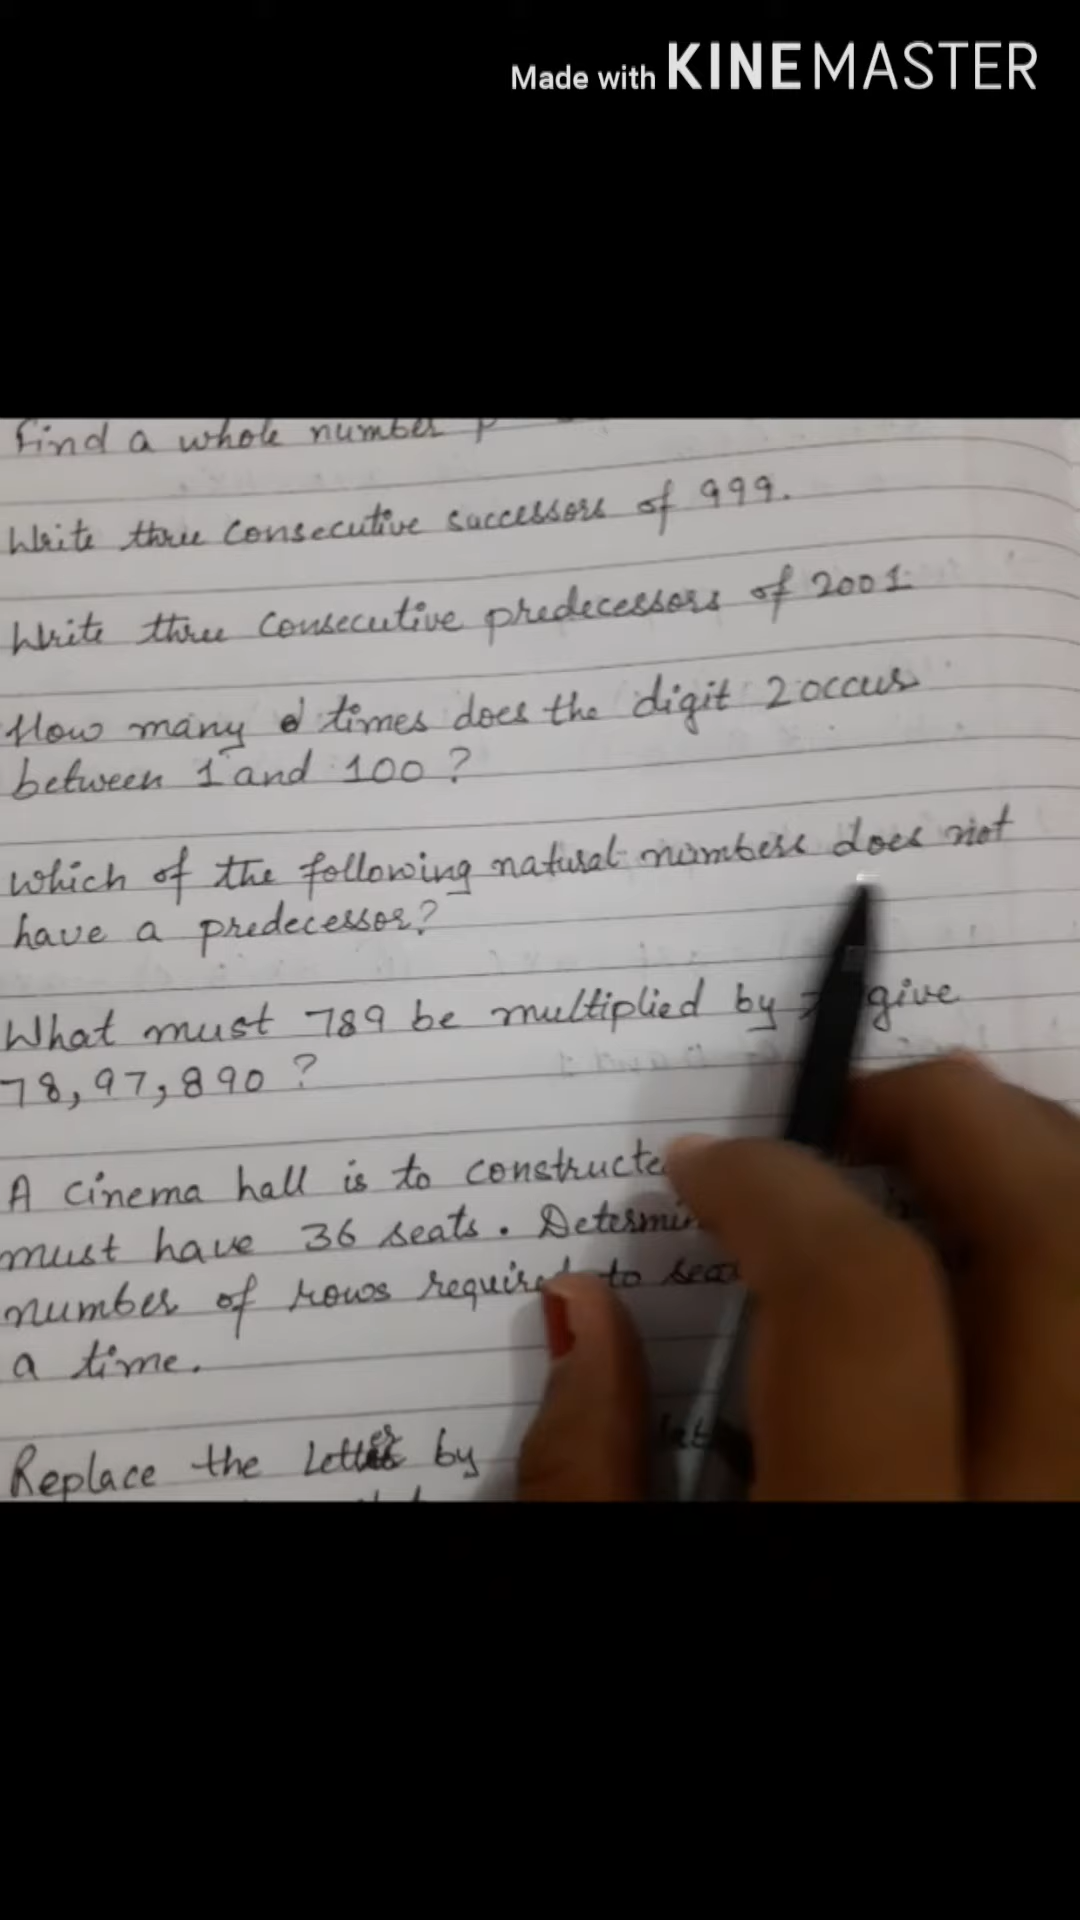 Made with KINEMASTER
Find a whole number
Write three consecutive successors of 999.
Write three consecutive predecessors of 2001.
How many times does the digit 2 occur
between 1 and 100 ?
Which of the following natural numbers does not
have a predecessor?
What must 789 be multiplied by give
78,97,890 ?
A cinema hall is to constructe
must have 36 seats. Determin
number of rows required to sea
a time.
Replace the letter by